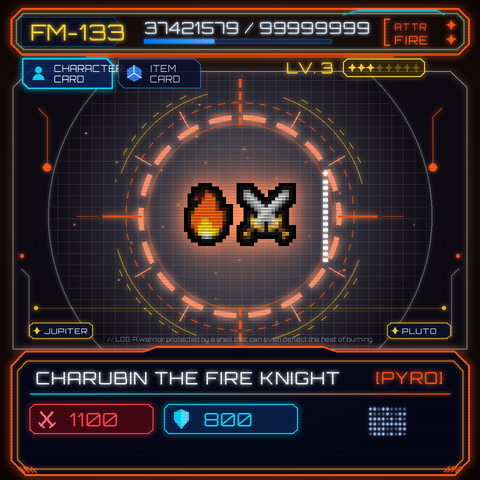 FM-133
37421579 / 99999999
ATTR
FIRE
CHARACTER
CARD
ITEM
CARD
LV. 3
JUPITER
PLUTO
// LOG: A warrior protected by a shell that can even deflect the heat of burning
CHARUBIN THE FIRE KNIGHT
[PYRO]
1100
800